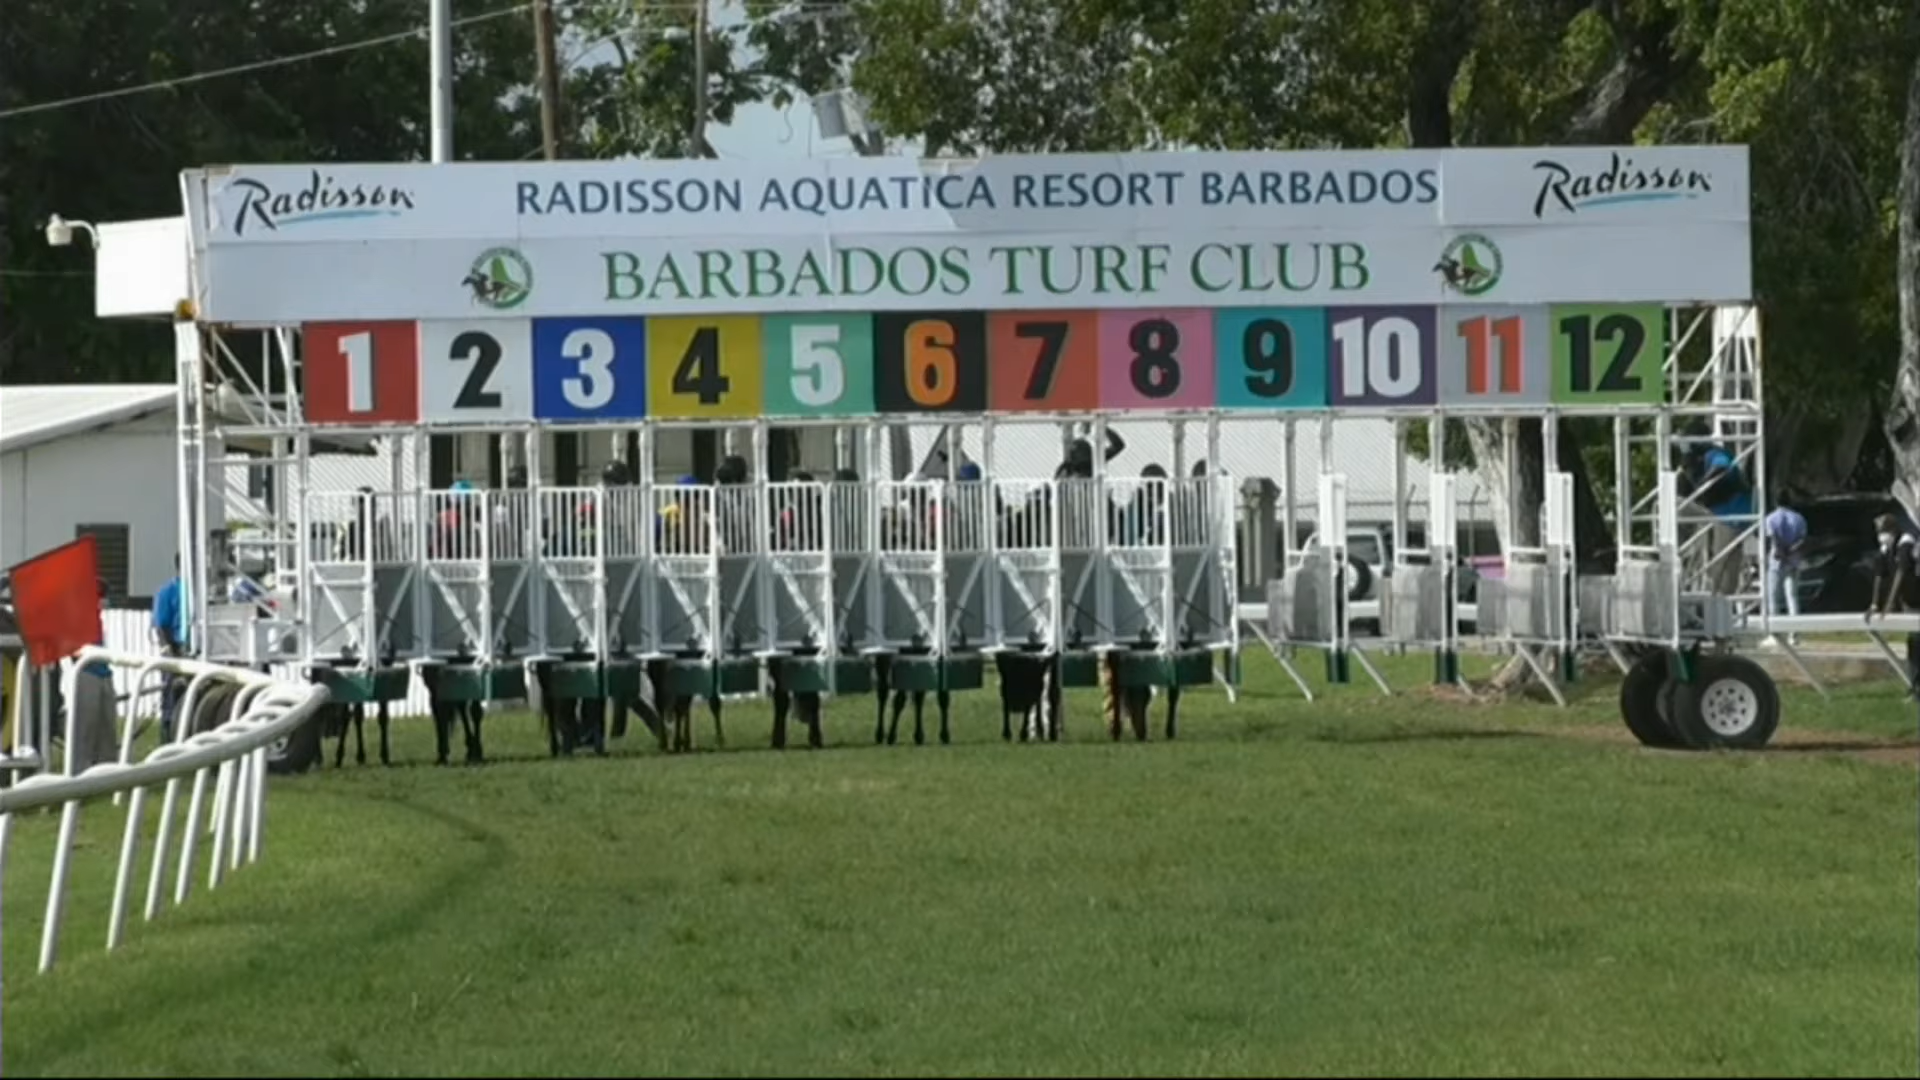 Radisson RADISSON AQUATICA RESORT BARBADOS Radisson
BARBADOS TURF CLUB
1 2 3 4 5 6 7 8 9 10 11 12